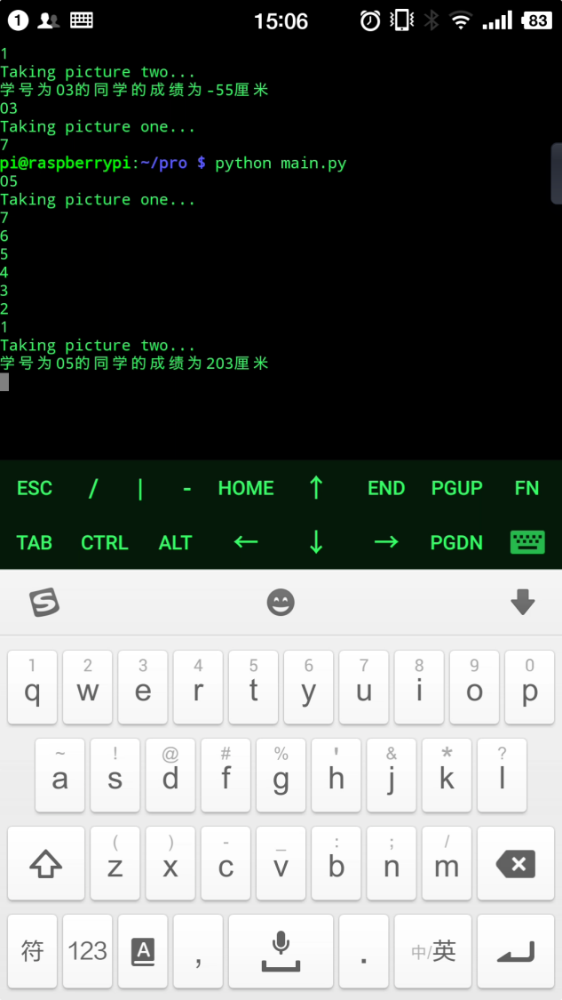 1 15:06 83
1
Taking picture two...
学号为03的同学的成绩为-55厘米
03
Taking picture one...
7
pi@raspberrypi:~/pro $ python main.py
05
Taking picture one...
7
6
5
4
3
2
1
Taking picture two...
学号为05的同学的成绩为203厘米
ESC / | - HOME ↑ END PGUP FN
TAB CTRL ALT ← ↓ → PGDN
S
1 2 3 4 5 6 7 8 9 0
q w e r t y u i o p
~ ! @ # % ' & * ?
a s d f g h j k l
( ) - _ : ; /
z x c v b n m
符 123 A , . 中/英